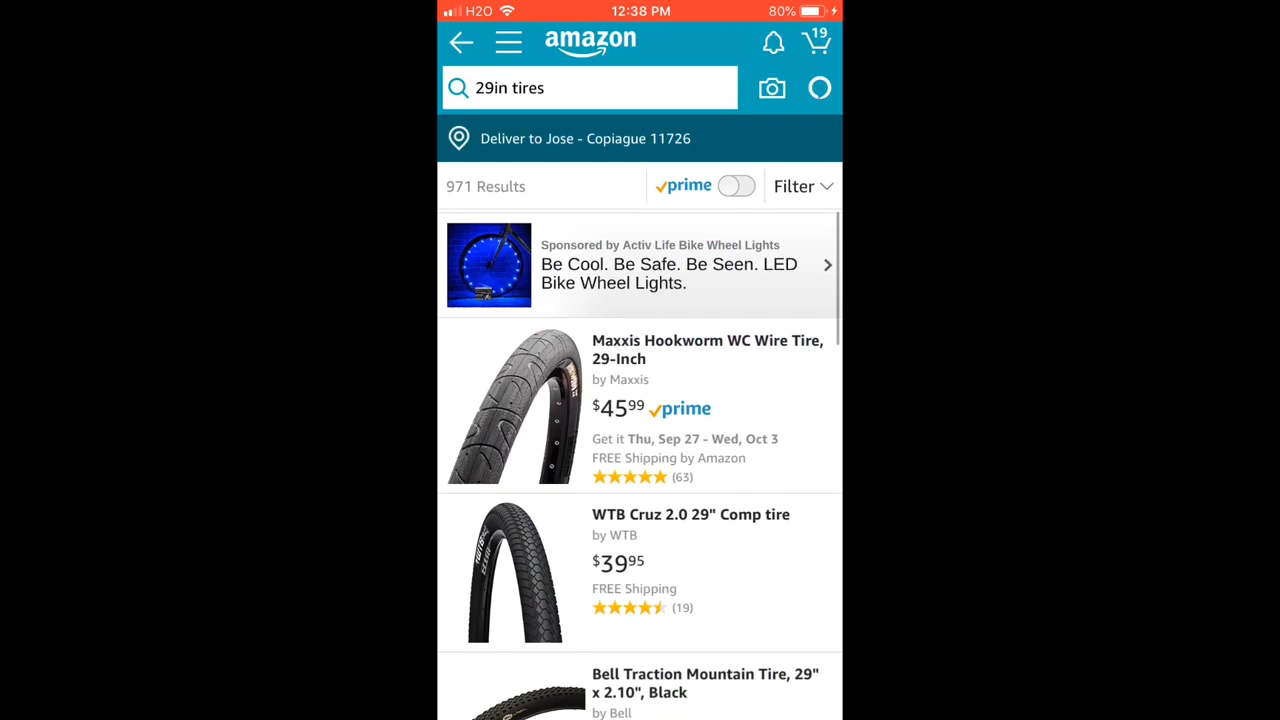 H2O 12:38 PM 80%
amazon 19
29in tires
Deliver to Jose - Copiague 11726
971 Results prime Filter
Sponsored by Activ Life Bike Wheel Lights
Be Cool. Be Safe. Be Seen. LED
Bike Wheel Lights.
Maxxis Hookworm WC Wire Tire,
29-Inch
by Maxxis
$45 99 prime
Get it Thu, Sep 27 - Wed, Oct 3
FREE Shipping by Amazon
(63)
WTB Cruz 2.0 29" Comp tire
by WTB
$39 95
FREE Shipping
(19)
Bell Traction Mountain Tire, 29"
x 2.10", Black
by Bell